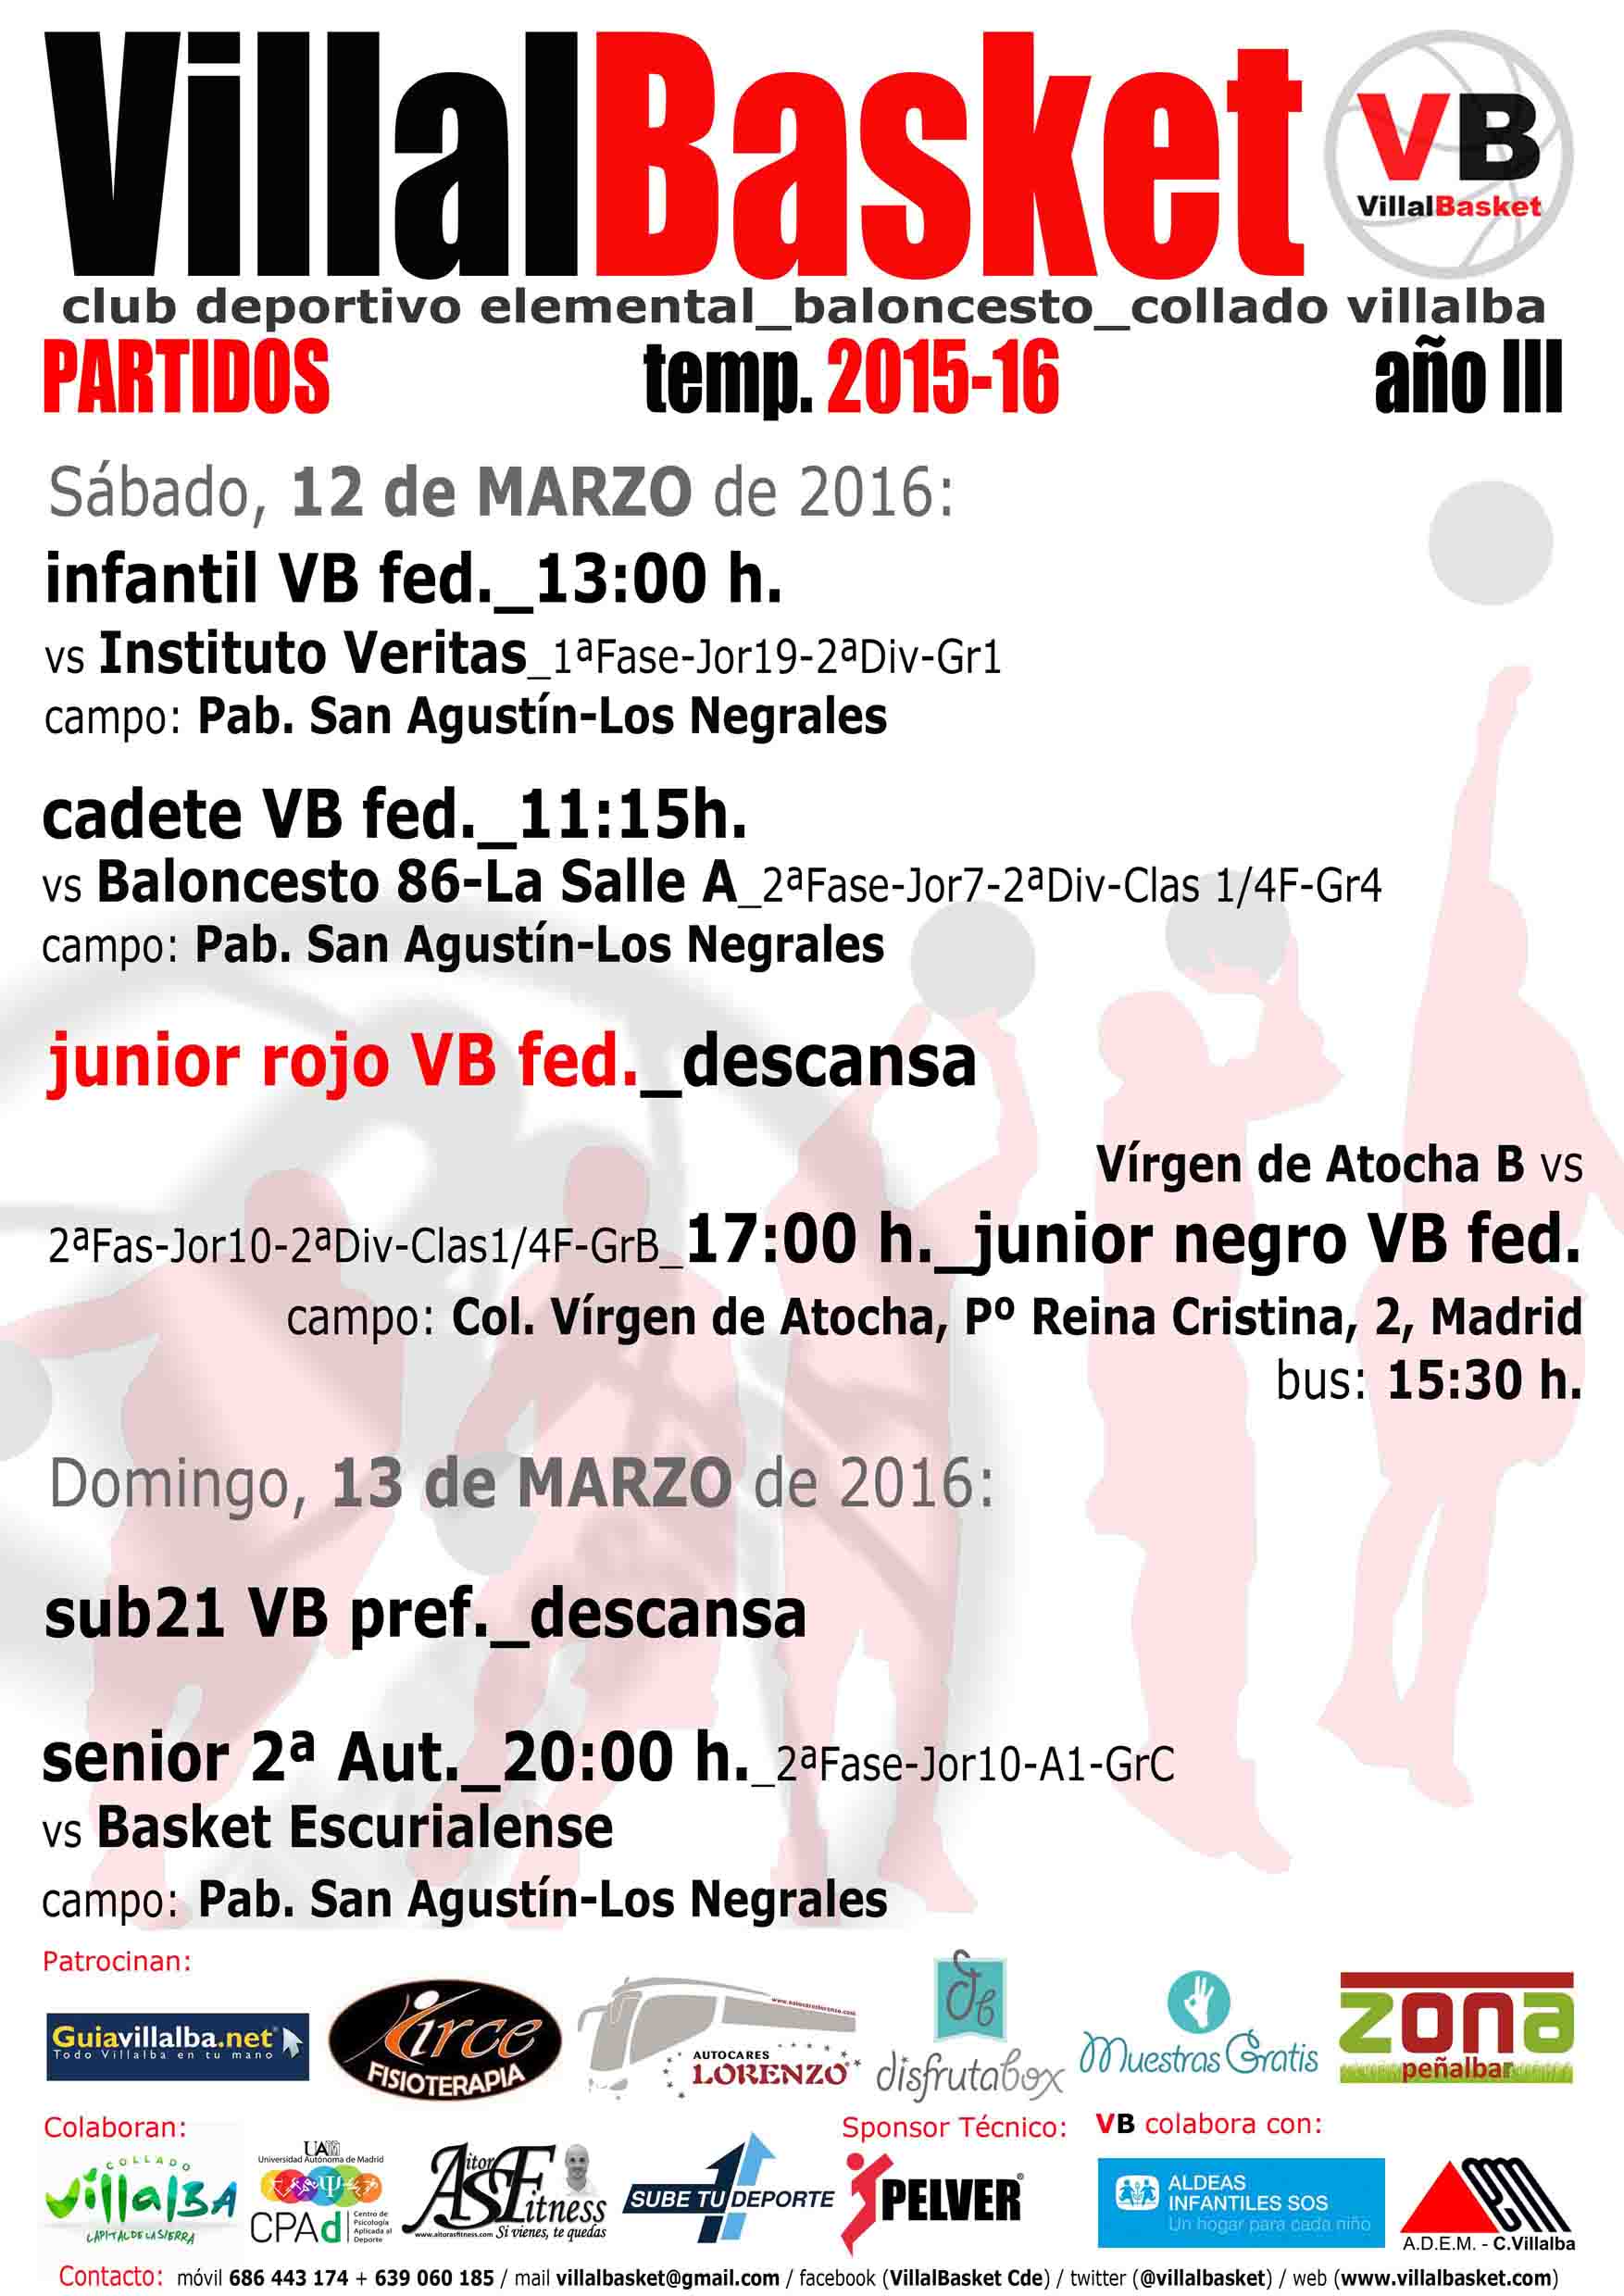 VillalBasket
VB
VillalBasket
club deportivo elemental_baloncesto_collado villalba
PARTIDOS temp. 2015-16 año III
Sábado, 12 de MARZO de 2016:
infantil VB fed._13:00 h.
vs Instituto Veritas_1ªFase-Jor19-2ªDiv-Gr1
campo: Pab. San Agustín-Los Negrales
cadete VB fed._11:15h.
vs Baloncesto 86-La Salle A_2ªFase-Jor7-2ªDiv-Clas 1/4F-Gr4
campo: Pab. San Agustín-Los Negrales
junior rojo VB fed._descansa
Vírgen de Atocha B vs
2ªFas-Jor10-2ªDiv-Clas1/4F-GrB_17:00 h._junior negro VB fed.
campo: Col. Vírgen de Atocha, Pº Reina Cristina, 2, Madrid
bus: 15:30 h.
Domingo, 13 de MARZO de 2016:
sub21 VB pref._descansa
senior 2ª Aut._20:00 h._2ªFase-Jor10-A1-GrC
vs Basket Escurialense
campo: Pab. San Agustín-Los Negrales
Patrocinan:
Guiavillalba.net
Todo Villalba en tu mano
Kirce
FISIOTERAPIA
www.autocareslorenzo.com
AUTOCARES
LORENZO
db
disfrutabox
Muestras Gratis
zona
peñalbar
Colaboran:
Sponsor Técnico:
VB colabora con:
COLLADO
villalba
CAPITAL DE LA SIERRA
UAM
Universidad Autónoma de Madrid
Ψ
CPAd
Centro de
Psicología
Aplicada al
Deporte
Aitor
ASFitness
www.aitorasfitness.com Si vienes, te quedas
SUBE TU DEPORTE
PELVER
ALDEAS
INFANTILES SOS
Un hogar para cada niño
A.D.E.M. - C.Villalba
Contacto: móvil 686 443 174 + 639 060 185 / mail villalbasket@gmail.com / facebook (VillalBasket Cde) / twitter (@villalbasket) / web (www.villalbasket.com)